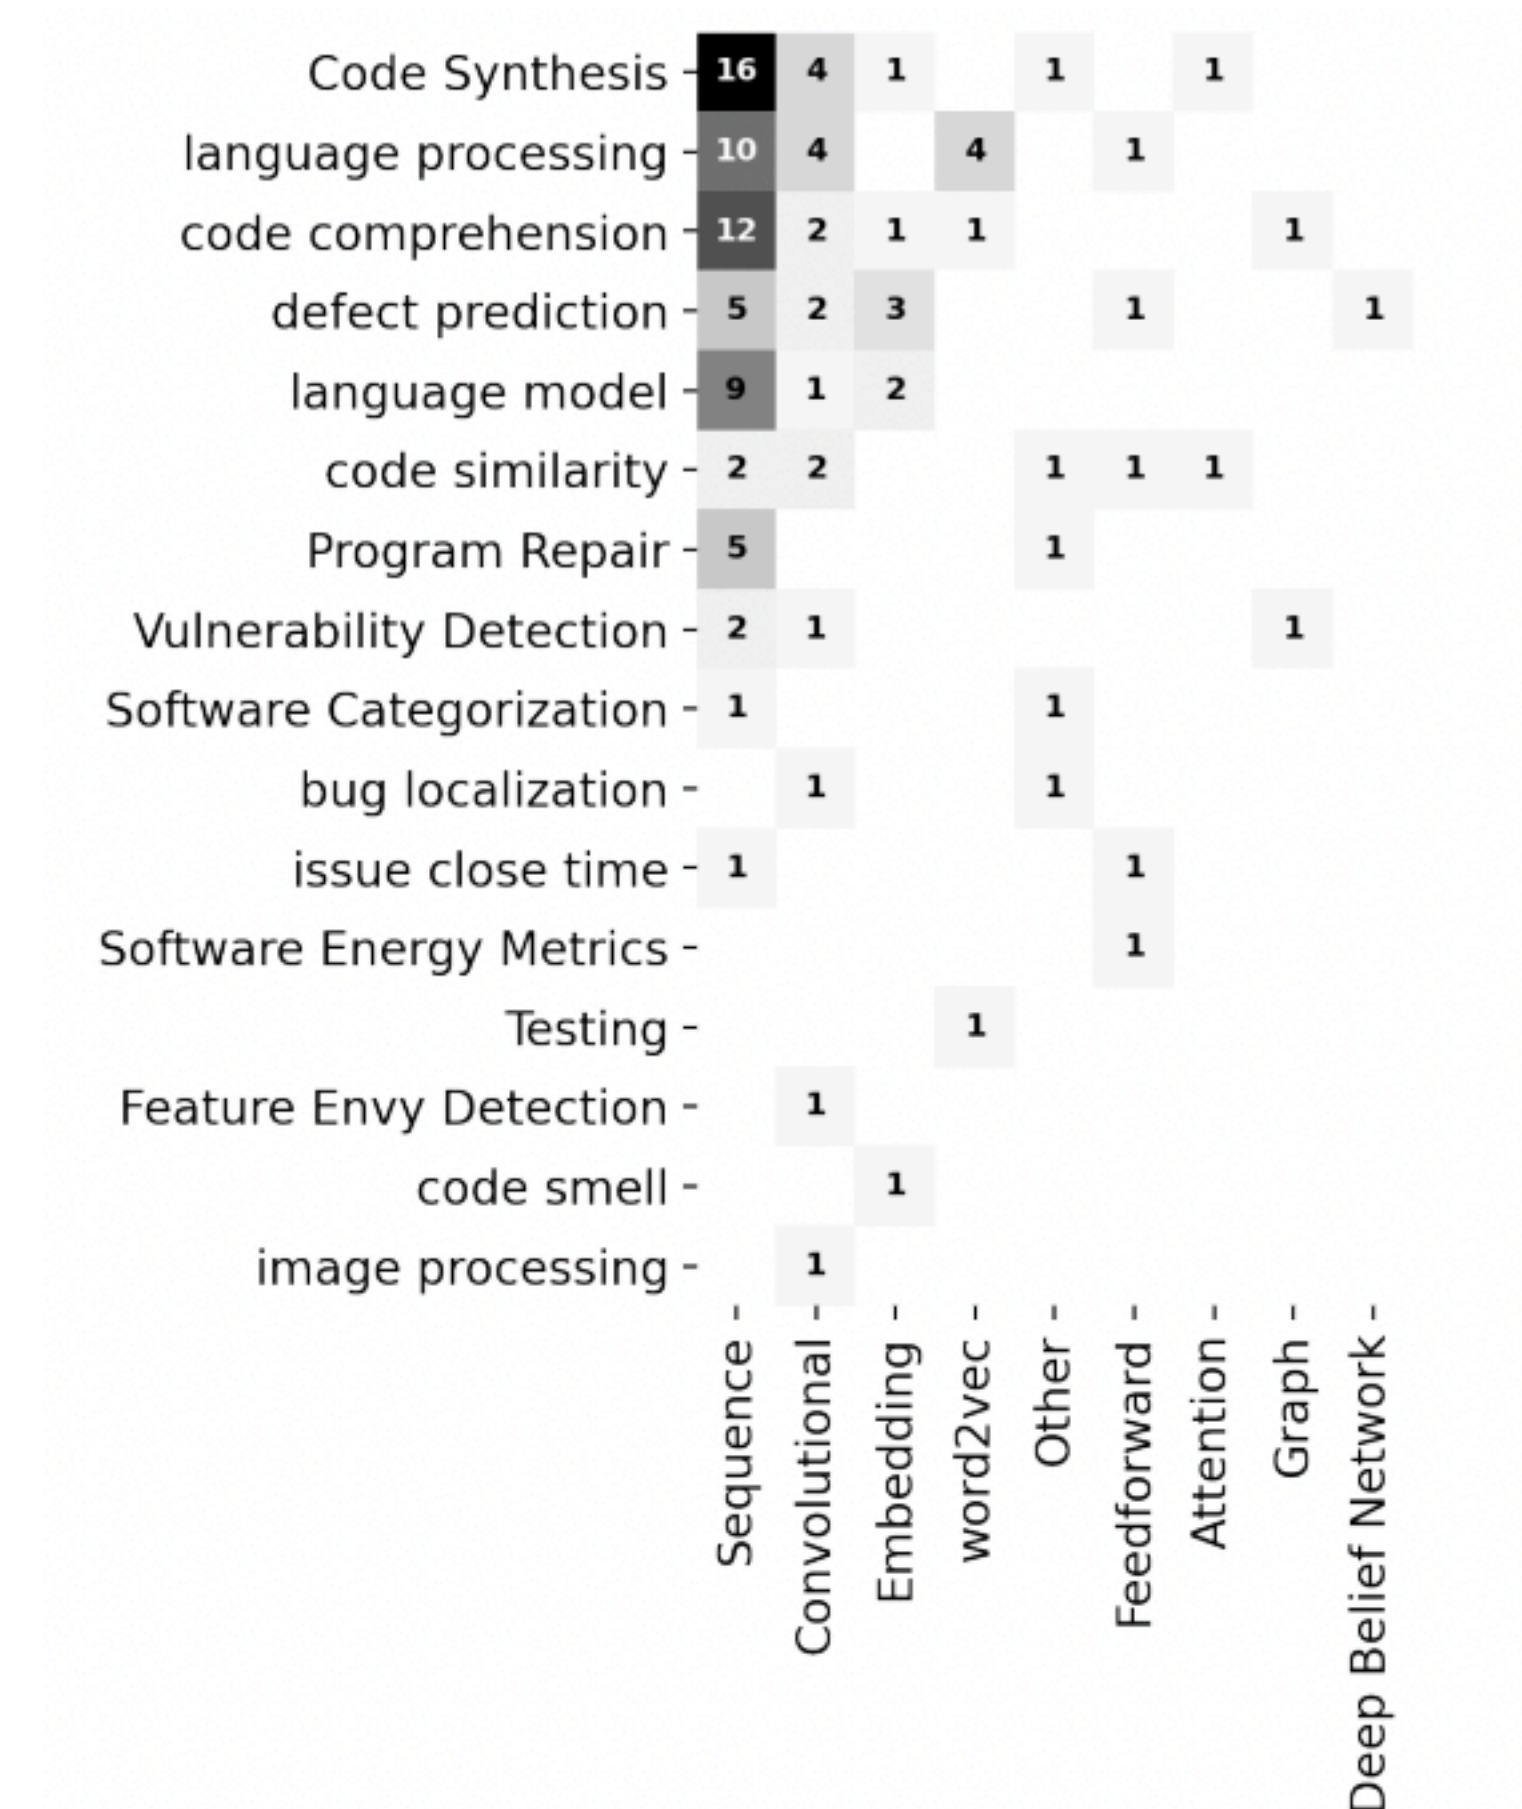 Code Synthesis 16 4 1 1 1
language processing 10 4 4 1
code comprehension 12 2 1 1 1
defect prediction 5 2 3 1 1
language model 9 1 2
code similarity 2 2 1 1 1
Program Repair 5 1
Vulnerability Detection 2 1 1
Software Categorization 1 1
bug localization 1 1
issue close time 1 1
Software Energy Metrics 1
Testing 1
Feature Envy Detection 1
code smell 1
image processing 1
Sequence
Convolutional
Embedding
word2vec
Other
Feedforward
Attention
Graph
Deep Belief Network